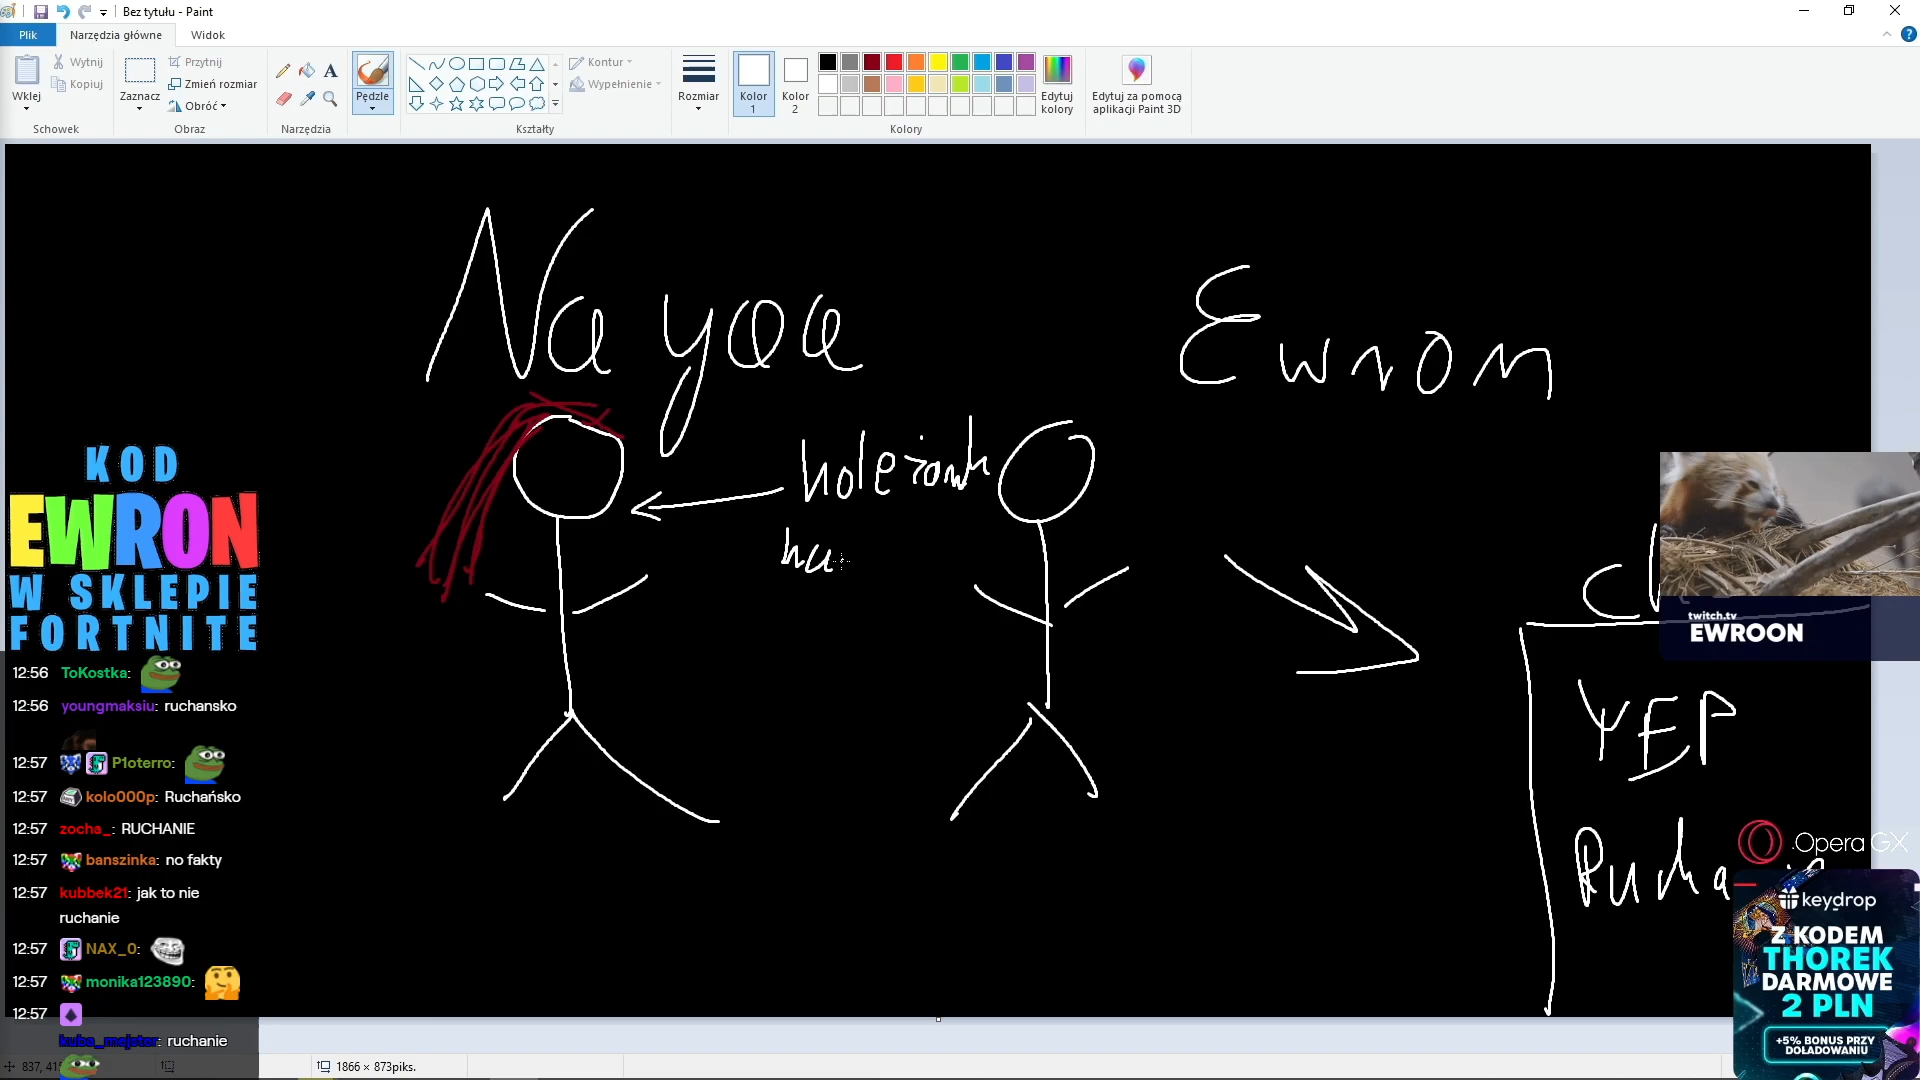 Bez tytułu - Paint
Plik
Narzędzia główne
Widok
Wklej
Wytnij
Kopiuj
Schowek
Zaznacz
Przytnij
Zmień rozmiar
Obróć
Obraz
Narzędzia
Pędzle
Kontur
Wypełnienie
Kształty
Rozmiar
Kolor 1
Kolor 2
Edytuj kolory
Kolory
Edytuj za pomocą aplikacji Paint 3D
Nayaa
Ewron
YEP
KOD
EWRON
W SKLEPIE
FORTNITE
12:56 ToKostka:
12:56 youngmaksiu: ruchansko
12:57 P1oterro:
12:57 kolo000p: Ruchańsko
12:57 zocha_: RUCHANIE
12:57 banszinka: no fakty
12:57 kubbek21: jak to nie
ruchanie
12:57 NAX_0:
12:57 monika123890:
12:57
kuba_mejster: ruchanie
twitch.tv
EWROON
Opera GX
keydrop
Z KODEM
THOREK
DARMOWE
2 PLN
+5% BONUS PRZY
DOŁADOWANIU
1866 × 873piks.